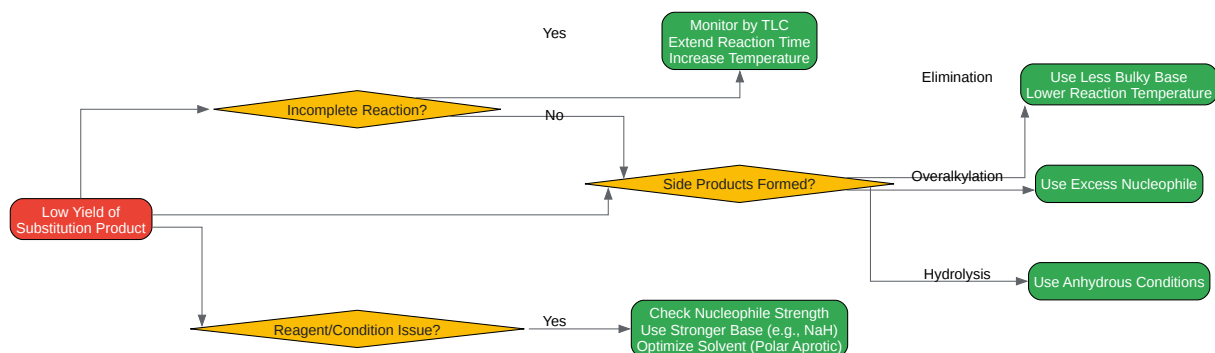 Yes
Monitor by TLC
Extend Reaction Time
Increase Temperature
Elimination
Use Less Bulky Base
Lower Reaction Temperature
Incomplete Reaction?
No
Side Products Formed?
Overalkylation
Use Excess Nucleophile
Low Yield of
Substitution Product
Hydrolysis
Use Anhydrous Conditions
Reagent/Condition Issue?
Yes
Check Nucleophile Strength
Use Stronger Base (e.g., NaH)
Optimize Solvent (Polar Aprotic)